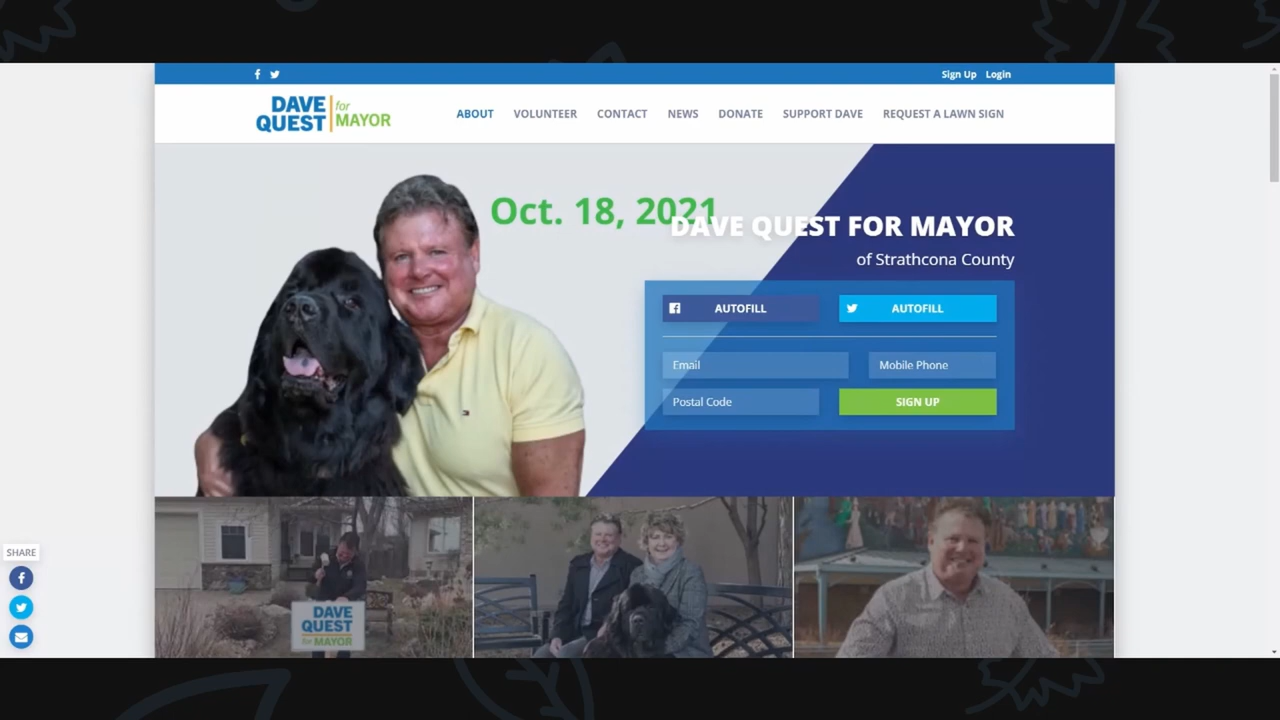 Sign Up Login
DAVE QUEST for MAYOR
ABOUT VOLUNTEER CONTACT NEWS DONATE SUPPORT DAVE REQUEST A LAWN SIGN
Oct. 18, 2021
DAVE QUEST FOR MAYOR
of Strathcona County
AUTOFILL AUTOFILL
Email Mobile Phone
Postal Code SIGN UP
SHARE
DAVE
QUEST
for MAYOR